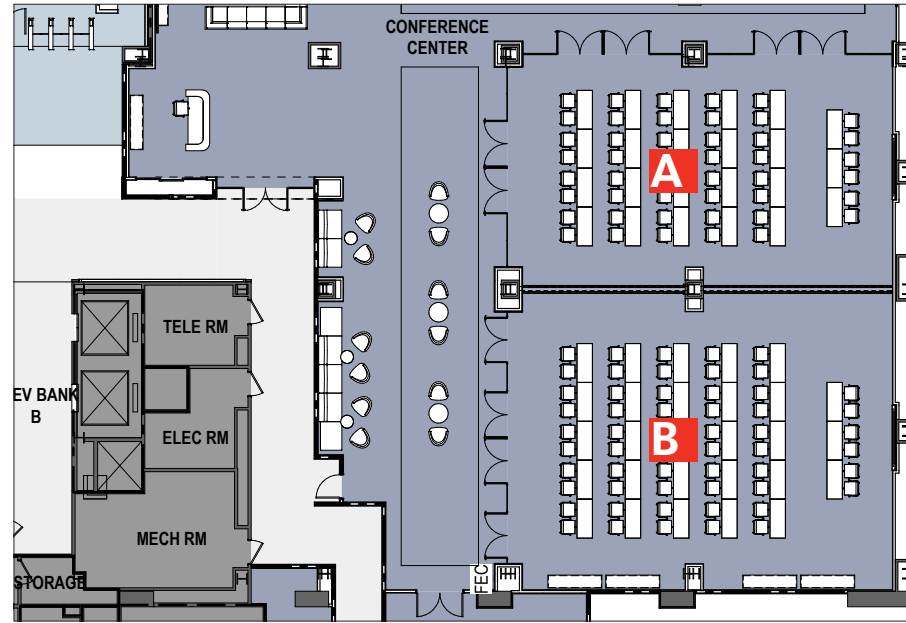 CONFERENCE
CENTER
A
TELE RM
EV BANK
B
ELEC RM
B
MECH RM
STORAGE
FEC